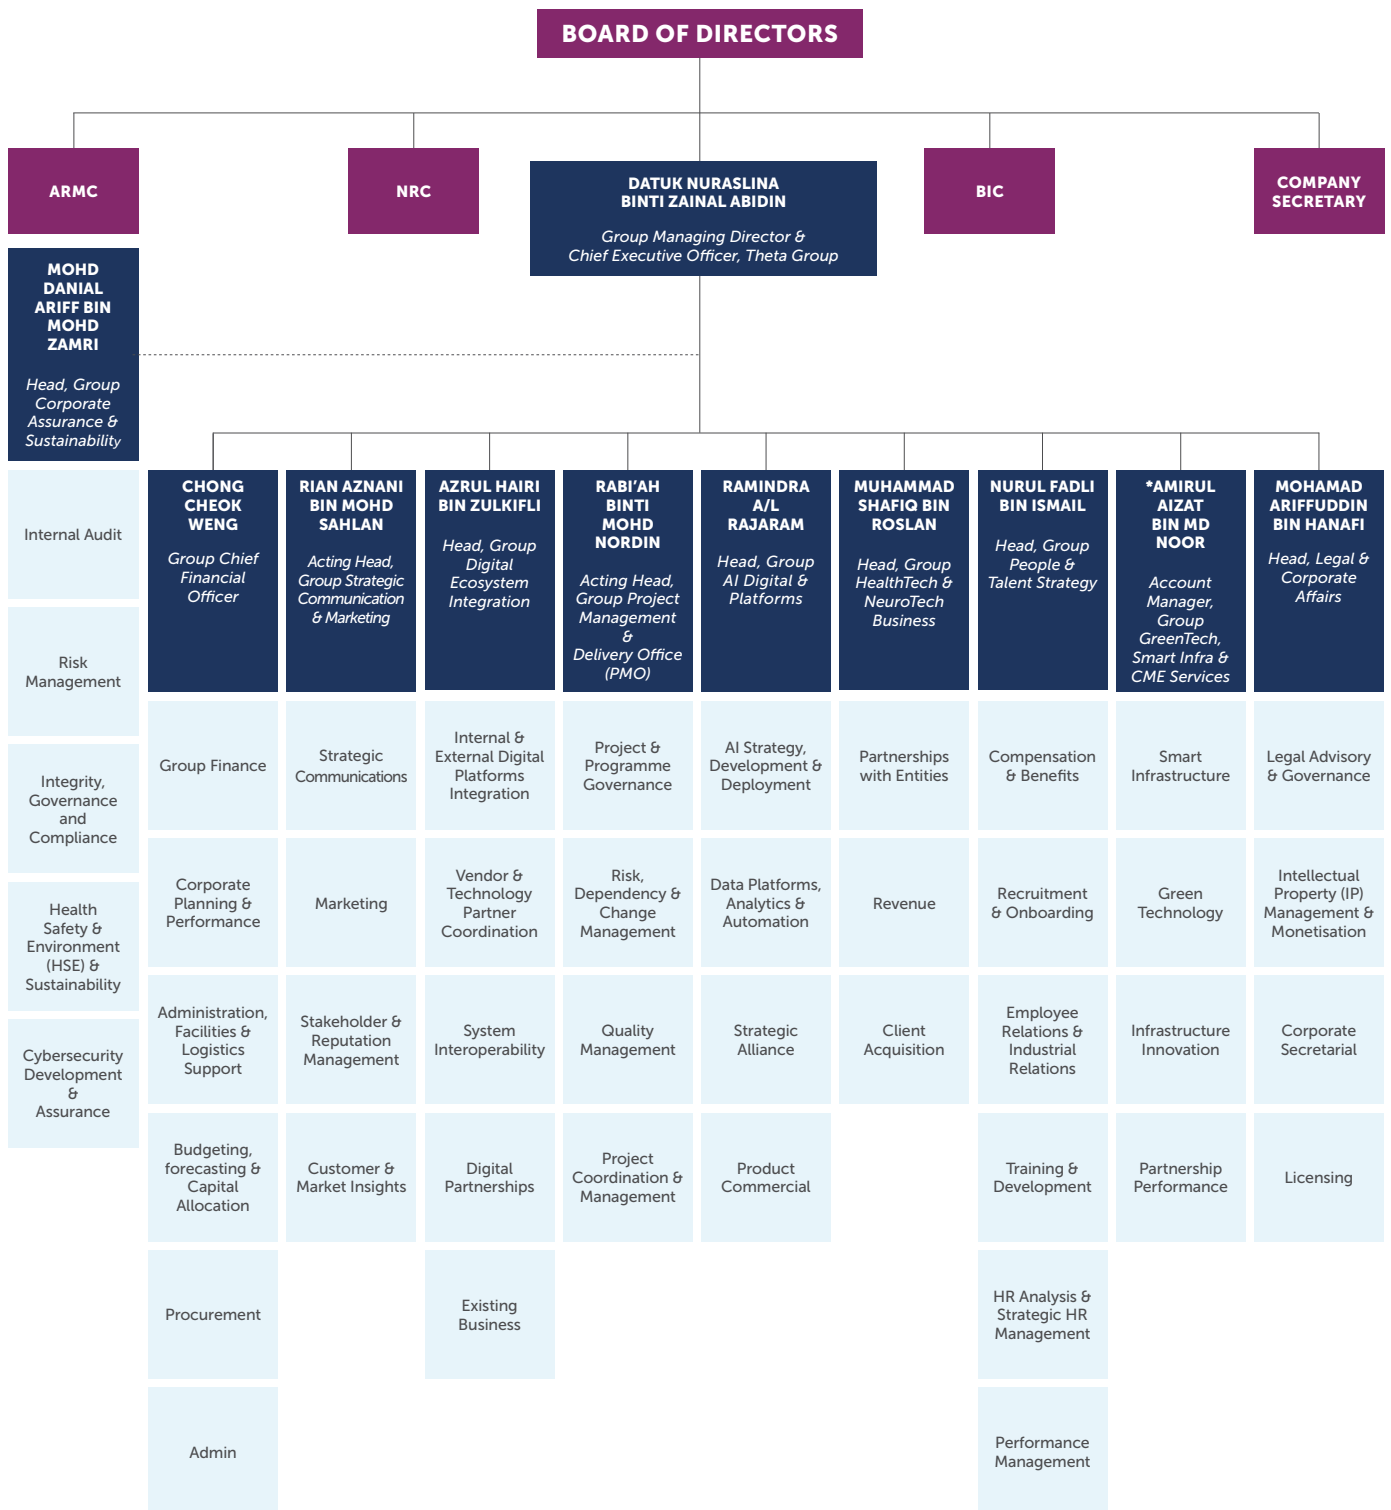 BOARD OF DIRECTORS
ARMC
NRC
DATUK NURASLINA
BINTI ZAINAL ABIDIN
Group Managing Director &
Chief Executive Officer, Theta Group
BIC
COMPANY
SECRETARY
MOHD
DANIAL
ARIFF BIN
MOHD
ZAMRI
Head, Group
Corporate
Assurance &
Sustainability
Internal Audit
Risk
Management
Integrity,
Governance
and
Compliance
Health
Safety &
Environment
(HSE) &
Sustainability
Cybersecurity
Development
&
Assurance
CHONG
CHEOK
WENG
Group Chief
Financial
Officer
Group Finance
Corporate
Planning &
Performance
Administration,
Facilities &
Logistics
Support
Budgeting,
forecasting &
Capital
Allocation
Procurement
Admin
RIAN AZNANI
BIN MOHD
SAHLAN
Acting Head,
Group Strategic
Communication
& Marketing
Strategic
Communications
Marketing
Stakeholder &
Reputation
Management
Customer &
Market Insights
AZRUL HAIRI
BIN ZULKIFLI
Head, Group
Digital
Ecosystem
Integration
Internal &
External Digital
Platforms
Integration
Vendor &
Technology
Partner
Coordination
System
Interoperability
Digital
Partnerships
Existing
Business
RABI’AH
BINTI
MOHD
NORDIN
Acting Head,
Group Project
Management
&
Delivery Office
(PMO)
Project &
Programme
Governance
Risk,
Dependency &
Change
Management
Quality
Management
Project
Coordination &
Management
RAMINDRA
A/L
RAJARAM
Head, Group
AI Digital &
Platforms
AI Strategy,
Development &
Deployment
Data Platforms,
Analytics &
Automation
Strategic
Alliance
Product
Commercial
MUHAMMAD
SHAFIQ BIN
ROSLAN
Head, Group
HealthTech &
NeuroTech
Business
Partnerships
with Entities
Revenue
Client
Acquisition
NURUL FADLI
BIN ISMAIL
Head, Group
People &
Talent Strategy
Compensation
& Benefits
Recruitment
& Onboarding
Employee
Relations &
Industrial
Relations
Training &
Development
HR Analysis &
Strategic HR
Management
Performance
Management
*AMIRUL
AIZAT
BIN MD
NOOR
Account
Manager,
Group
GreenTech,
Smart Infra &
CME Services
Smart
Infrastructure
Green
Technology
Infrastructure
Innovation
Partnership
Performance
MOHAMAD
ARIFFUDDIN
BIN HANAFI
Head, Legal &
Corporate
Affairs
Legal Advisory
& Governance
Intellectual
Property (IP)
Management &
Monetisation
Corporate
Secretarial
Licensing